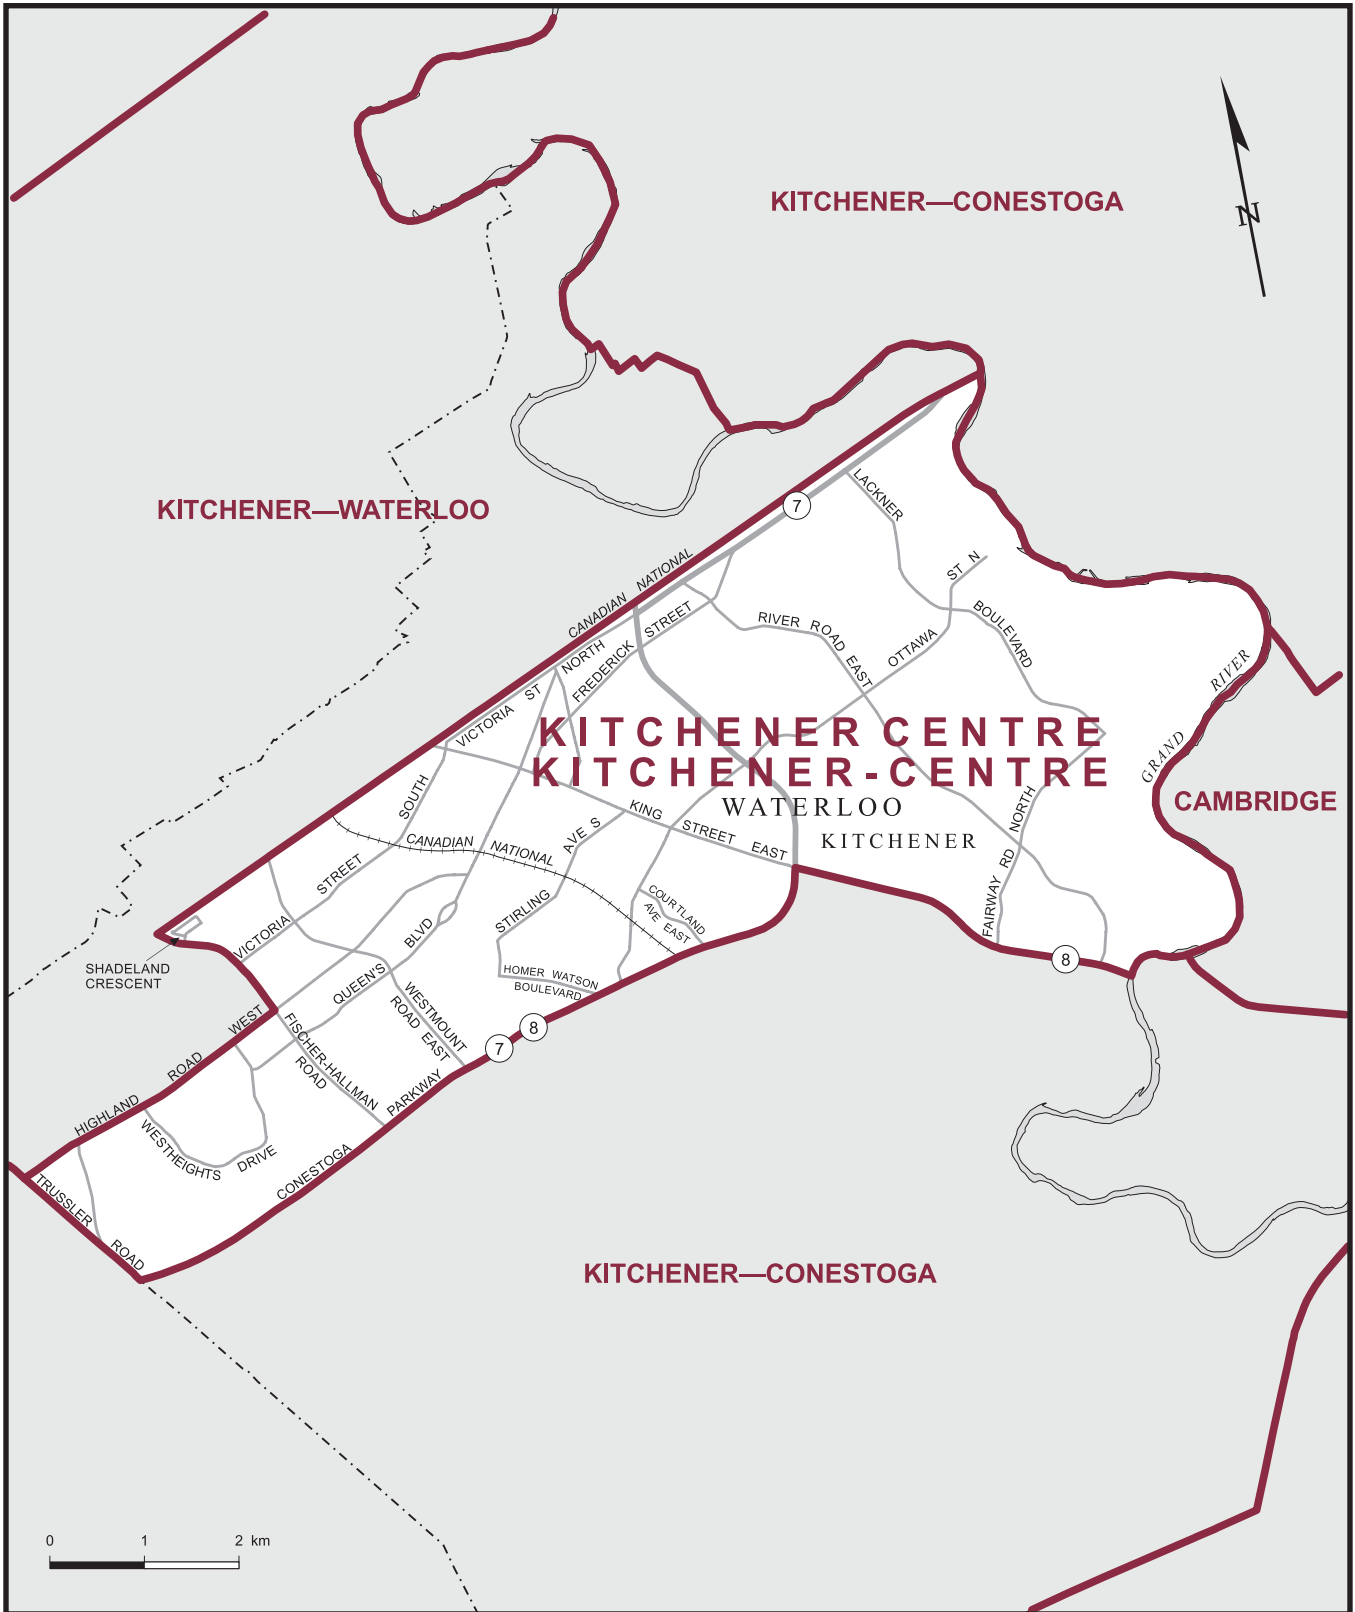 KITCHENER—CONESTOGA
N
KITCHENER—WATERLOO
7
LACKNER
CANADIAN NATIONAL
ST N
BOULEVARD
NORTH
FREDERICK STREET
RIVER ROAD EAST
OTTAWA
VICTORIA ST
GRAND RIVER
KITCHENER CENTRE
KITCHENER-CENTRE
WATERLOO
KITCHENER
CAMBRIDGE
SOUTH
KING STREET EAST
AVE S
CANADIAN NATIONAL
STREET
VICTORIA
STIRLING
COURTLAND
AVE EAST
FAIRWAY RD NORTH
BLVD
QUEEN'S
8
SHADELAND
CRESCENT
HOMER WATSON
BOULEVARD
WESTMOUNT
ROAD EAST
7
8
FISCHER-HALLMAN
ROAD
HIGHLAND ROAD WEST
WESTHEIGHTS DRIVE
CONESTOGA PARKWAY
TRUSSLER ROAD
KITCHENER—CONESTOGA
0 1 2 km